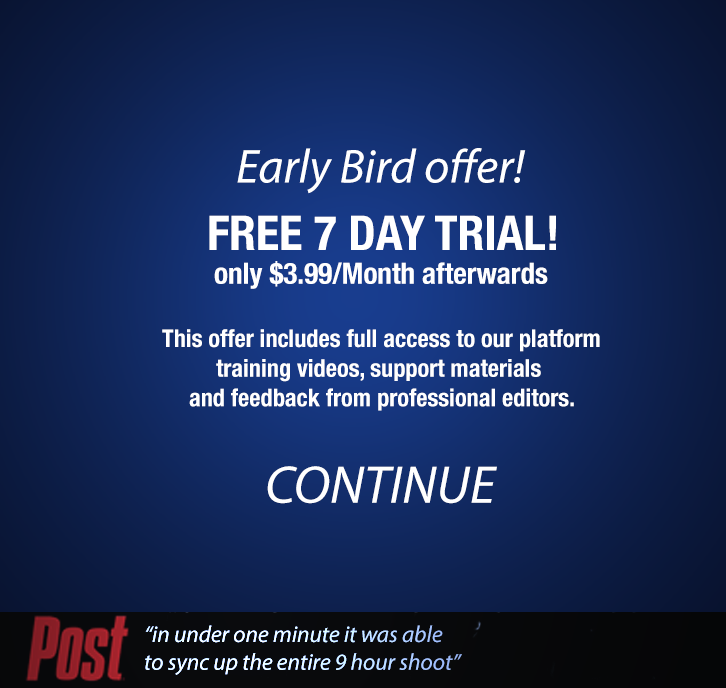 Early Bird offer!
FREE 7 DAY TRIAL!
only $3.99/Month afterwards
This offer includes full access to our platform
training videos, support materials
and feedback from professional editors.
CONTINUE
Post
“in under one minute it was able
to sync up the entire 9 hour shoot”